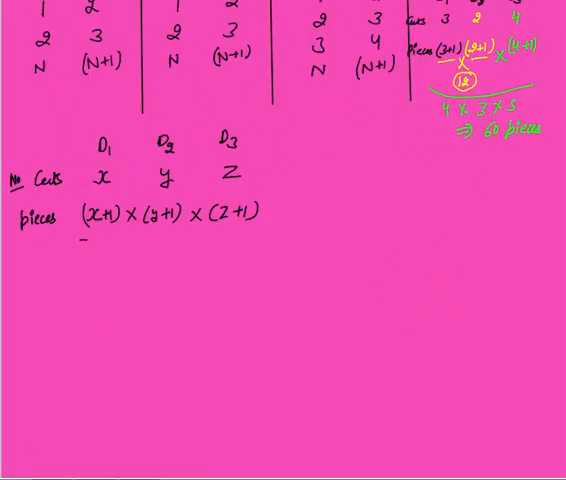 1 2 1 2 2 3 Cuts 3 2 4
2 3 2 3 3 4 pieces (3+1) (2+1) × (4+1)
N (N+1) N (N+1) N (N+1) ×
12
4 × 3 × 5
⇒ 60 pieces
D1 D2 D3
No Cuts x y Z
pieces (x+1) × (y+1) × (Z+1)